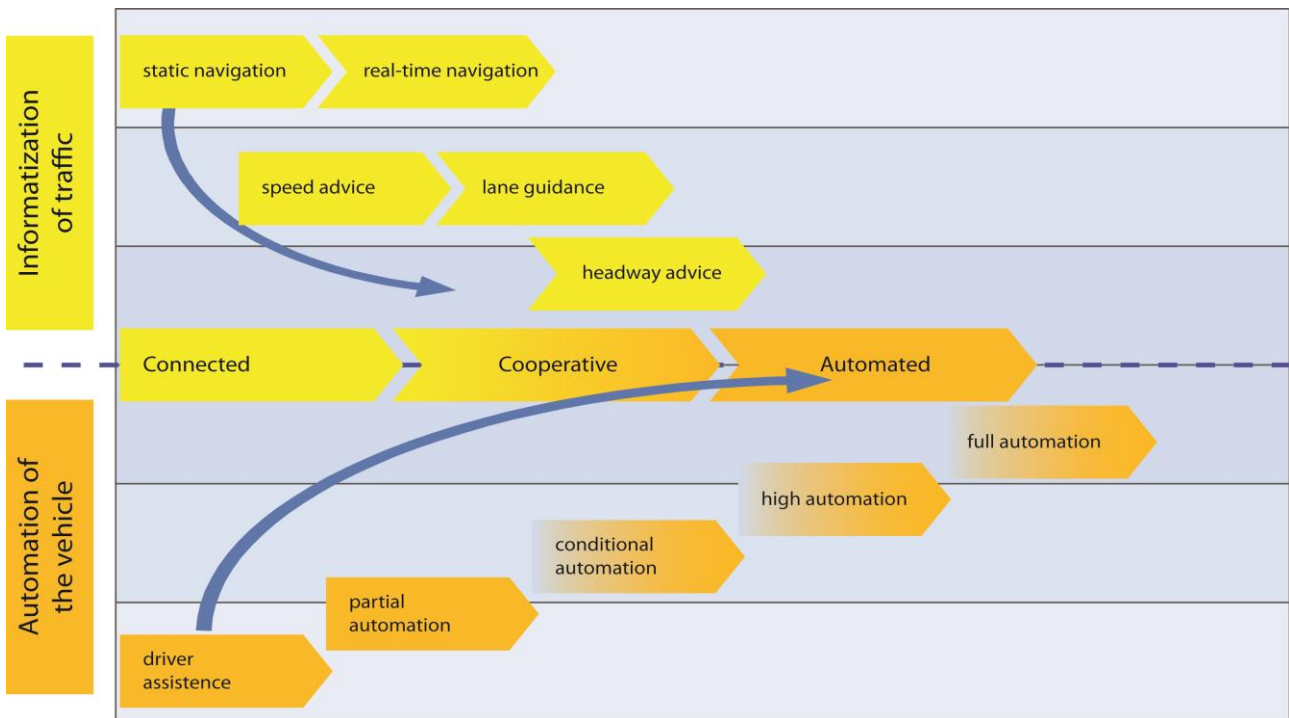 Informatization
of traffic
static navigation
real-time navigation
speed advice
lane guidance
headway advice
Connected
Cooperative
Automated
Automation of
the vehicle
full automation
high automation
conditional
automation
partial
automation
driver
assistence